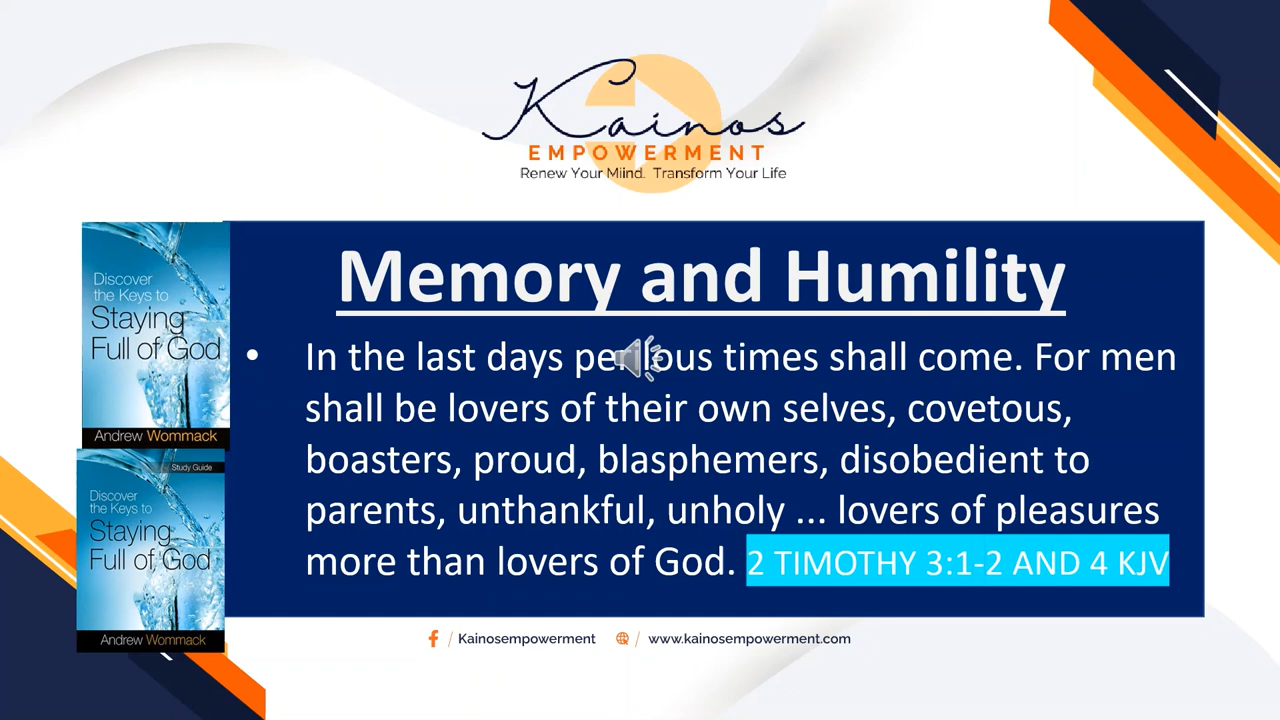 Kainos
EMPOWERMENT
Renew Your Miind. Transform Your Life
Memory and Humility
Discover
the Keys to
Staying
Full of God
Andrew Wommack
Study Guide
Discover
the Keys to
Staying
Full of God
Andrew Wommack
• In the last days perilous times shall come. For men
shall be lovers of their own selves, covetous,
boasters, proud, blasphemers, disobedient to
parents, unthankful, unholy ... lovers of pleasures
more than lovers of God. 2 TIMOTHY 3:1-2 AND 4 KJV
/ Kainosempowerment / www.kainosempowerment.com